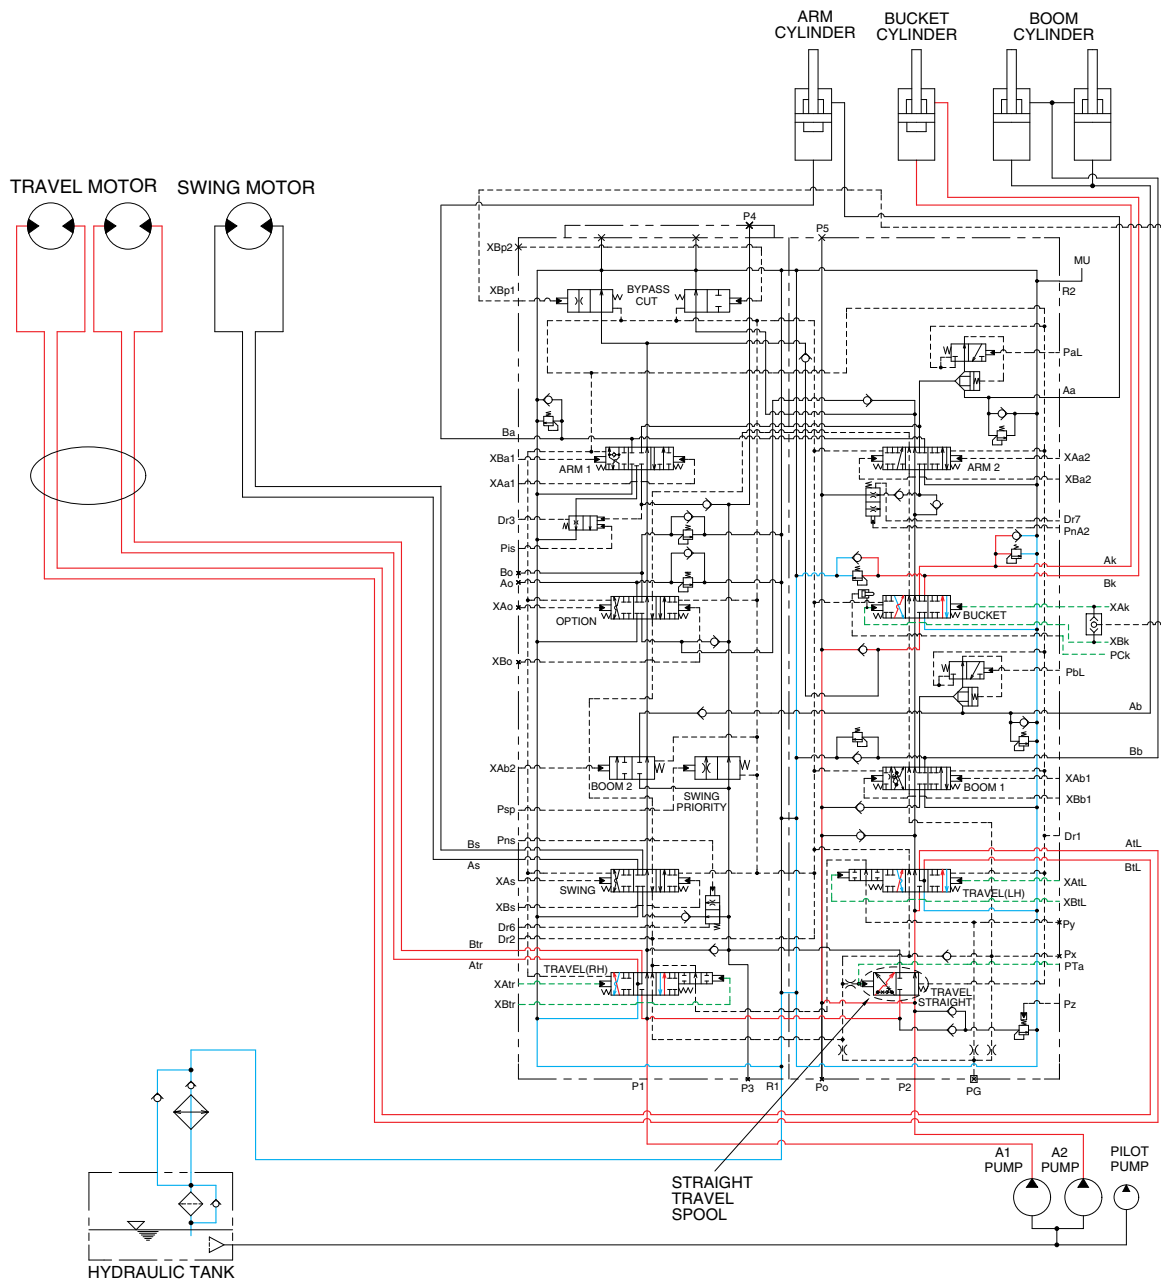 ARM
CYLINDER
BUCKET
CYLINDER
BOOM
CYLINDER
TRAVEL MOTOR
SWING MOTOR
P4
P5
XBp2
MU
XBp1
BYPASS
CUT
R2
PaL
Aa
Ba
XBa1
ARM 1
XAa1
ARM 2
XAa2
XBa2
Dr3
Pis
Dr7
PnA2
Bo
Ao
Ak
Bk
XAo
OPTION
BUCKET
XAk
XBk
PCk
XBo
PbL
Ab
Bb
XAb2
BOOM 2
SWING
PRIORITY
BOOM 1
XAb1
XBb1
Psp
Pns
Dr1
Bs
As
AtL
BtL
XAs
SWING
TRAVEL(LH)
XAtL
XBtL
XBs
Dr6
Dr2
Py
Btr
Atr
TRAVEL(RH)
Px
PTa
XAtr
XBtr
TRAVEL
STRAIGHT
Pz
P1
P3
R1
Po
P2
PG
STRAIGHT
TRAVEL
SPOOL
A1
PUMP
A2
PUMP
PILOT
PUMP
HYDRAULIC TANK